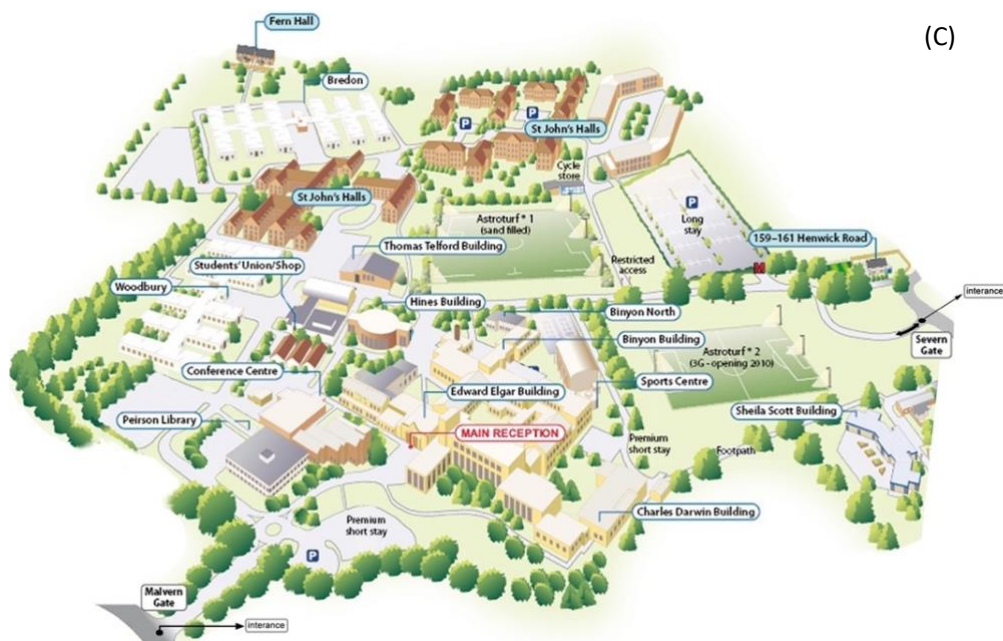 (C)
Fern Hall
Bredon
P
P
St John's Halls
Cycle
store
St John's Halls
P
Long
stay
Astroturf * 1
(sand filled)
159–161 Henwick Road
Thomas Telford Building
Students' Union/Shop
Restricted
access
M
Woodbury
Hines Building
Binyon North
interance
Severn
Gate
Binyon Building
Astroturf * 2
(3G - opening 2010)
Conference Centre
Edward Elgar Building
Sports Centre
Peirson Library
MAIN RECEPTION
Sheila Scott Building
Premium
short stay
Footpath
Charles Darwin Building
Premium
short stay
P
Malvern
Gate
interance